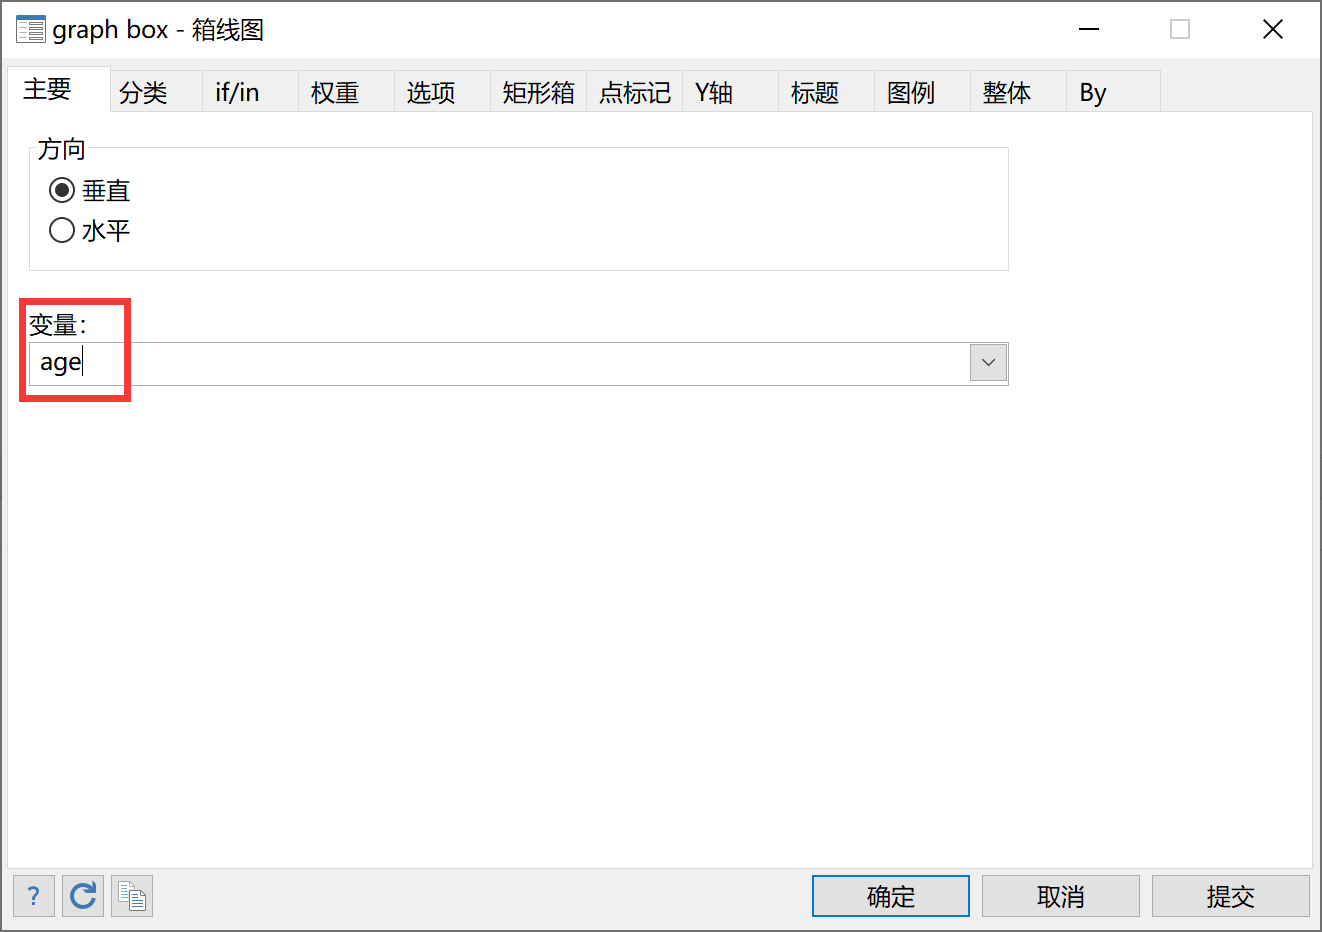 graph box - 箱线图
主要 分类 if/in 权重 选项 矩形箱 点标记 Y轴 标题 图例 整体 By
方向
垂直
水平
变量：
age
? 确定 取消 提交